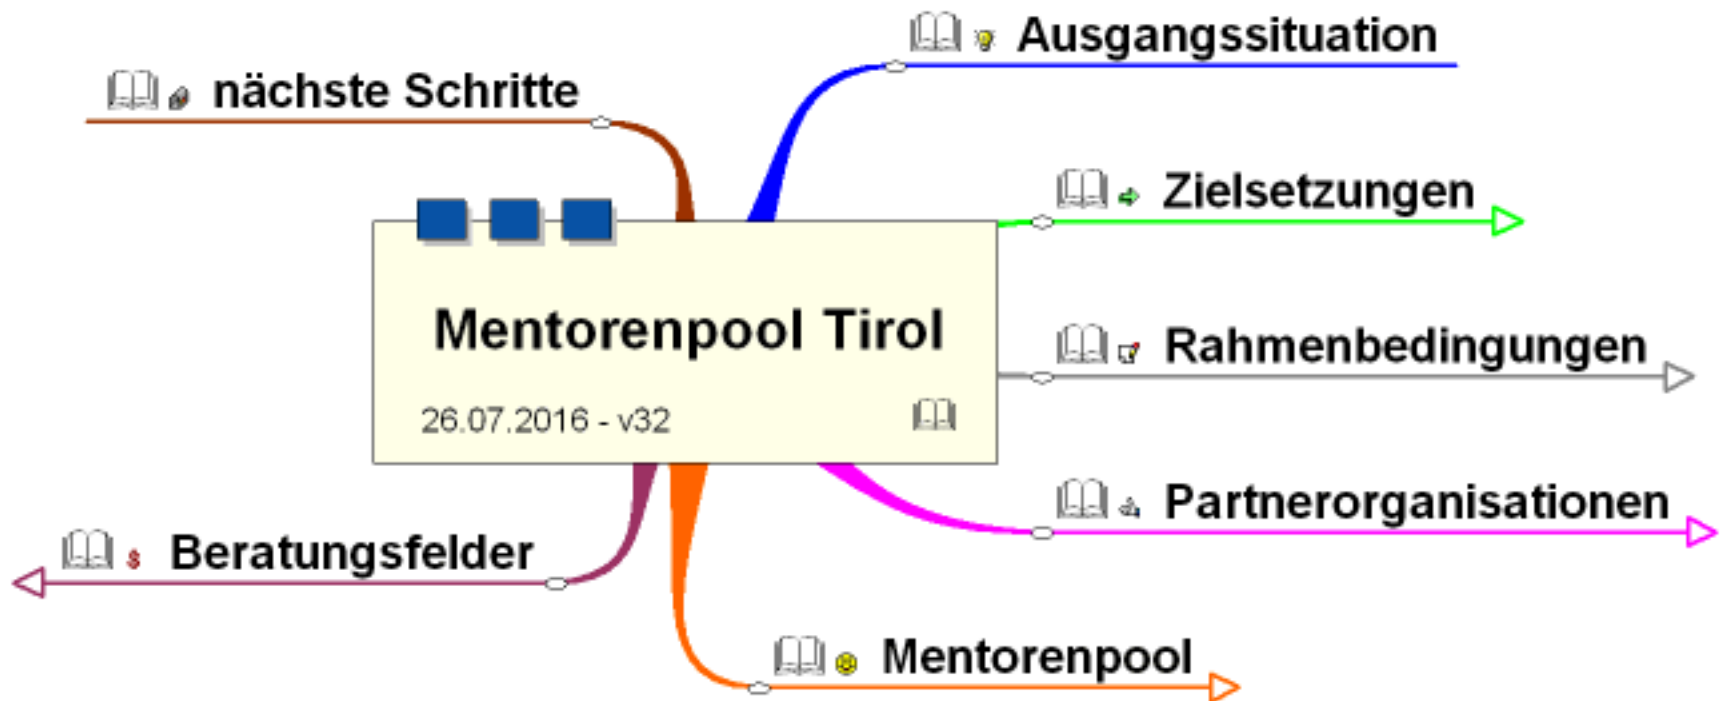 Ausgangssituation
nächste Schritte
Zielsetzungen
Mentorenpool Tirol
Rahmenbedingungen
26.07.2016 - v32
Partnerorganisationen
Beratungsfelder
Mentorenpool